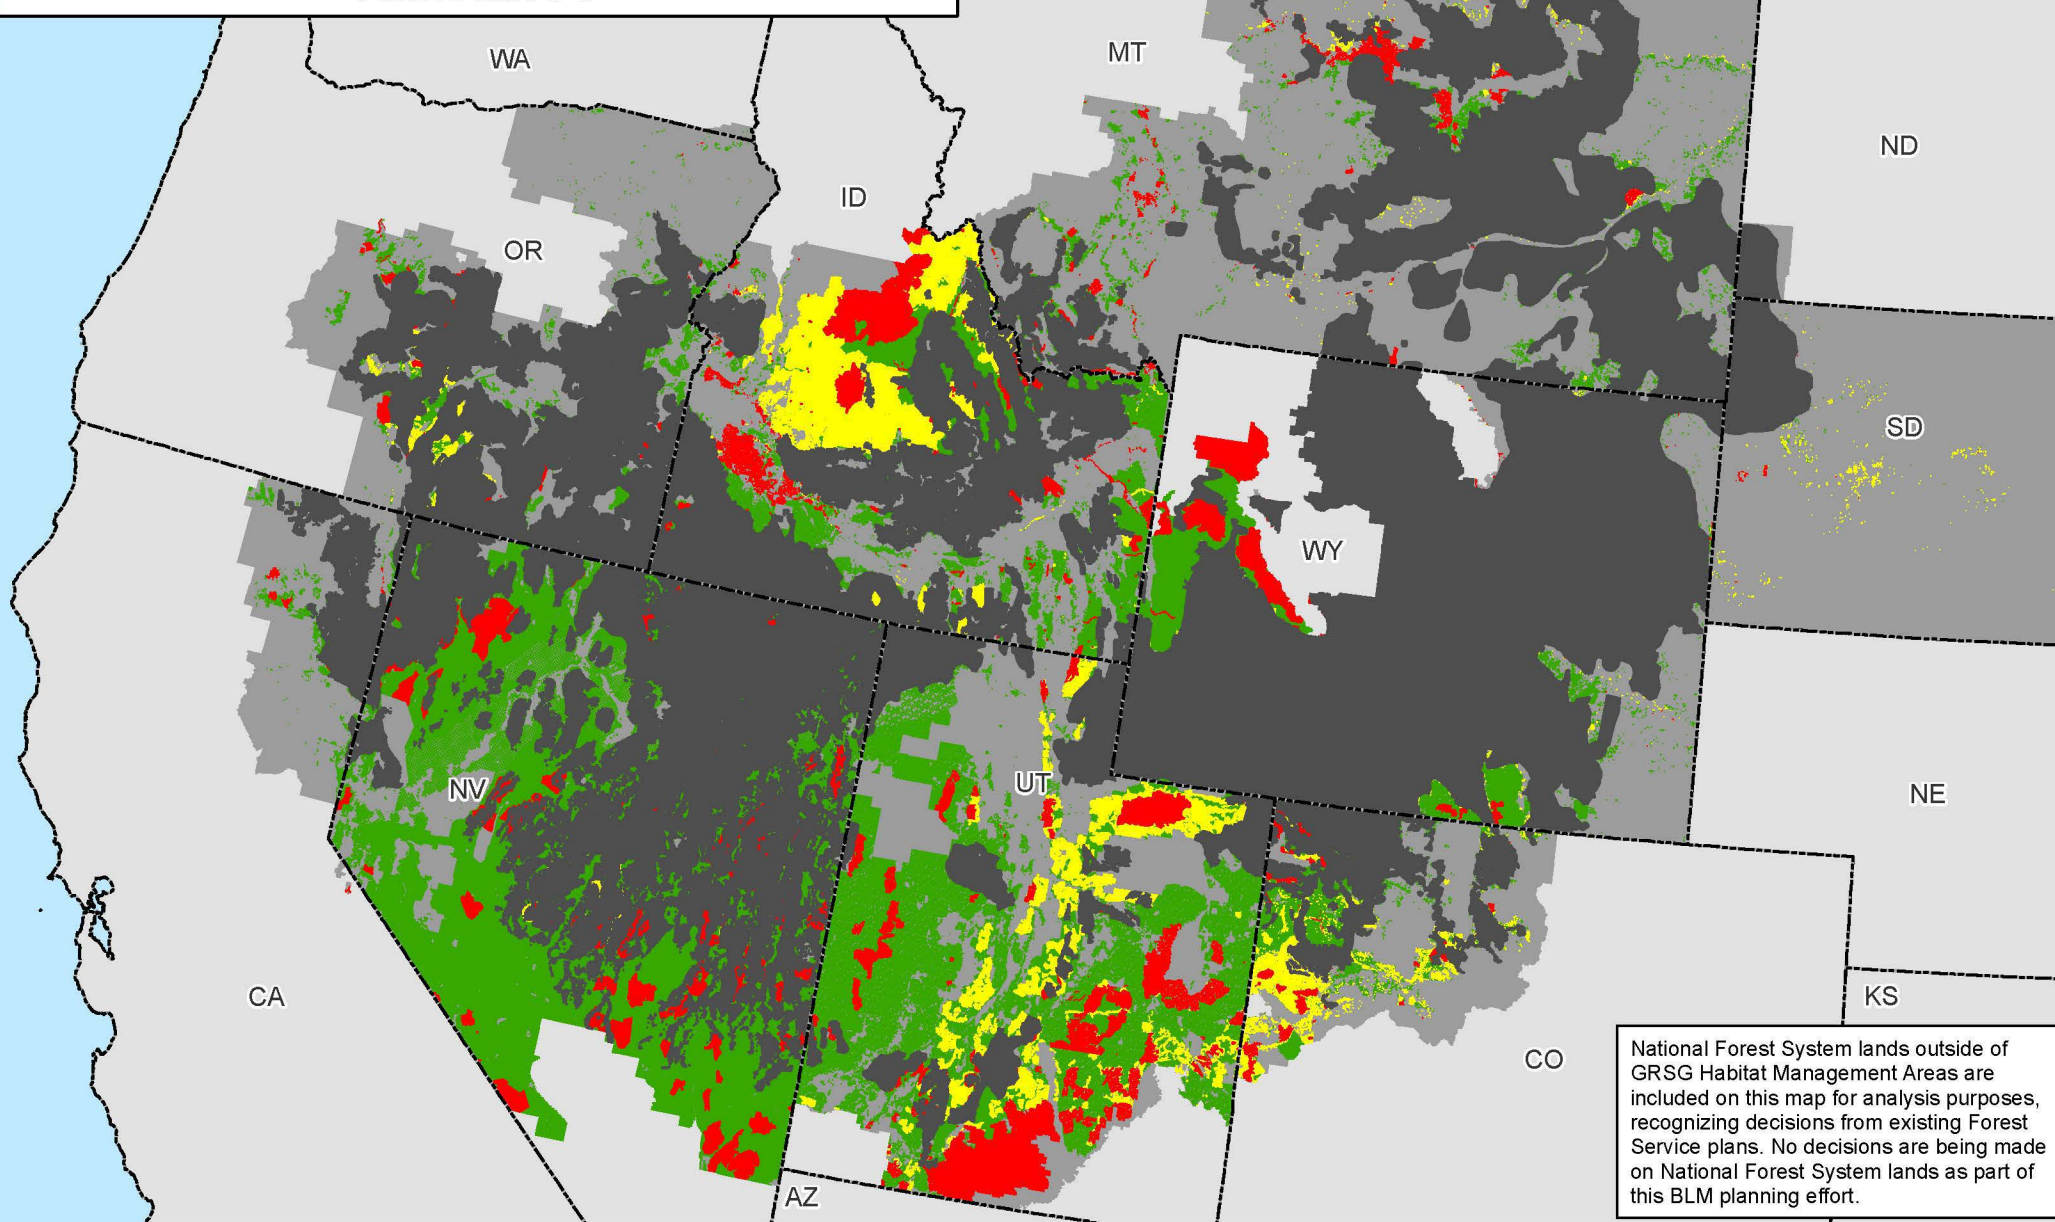 WA
MT
ND
ID
OR
SD
WY
NV
UT
NE
CA
KS
CO
AZ
National Forest System lands outside of
GRSG Habitat Management Areas are
included on this map for analysis purposes,
recognizing decisions from existing Forest
Service plans. No decisions are being made
on National Forest System lands as part of
this BLM planning effort.